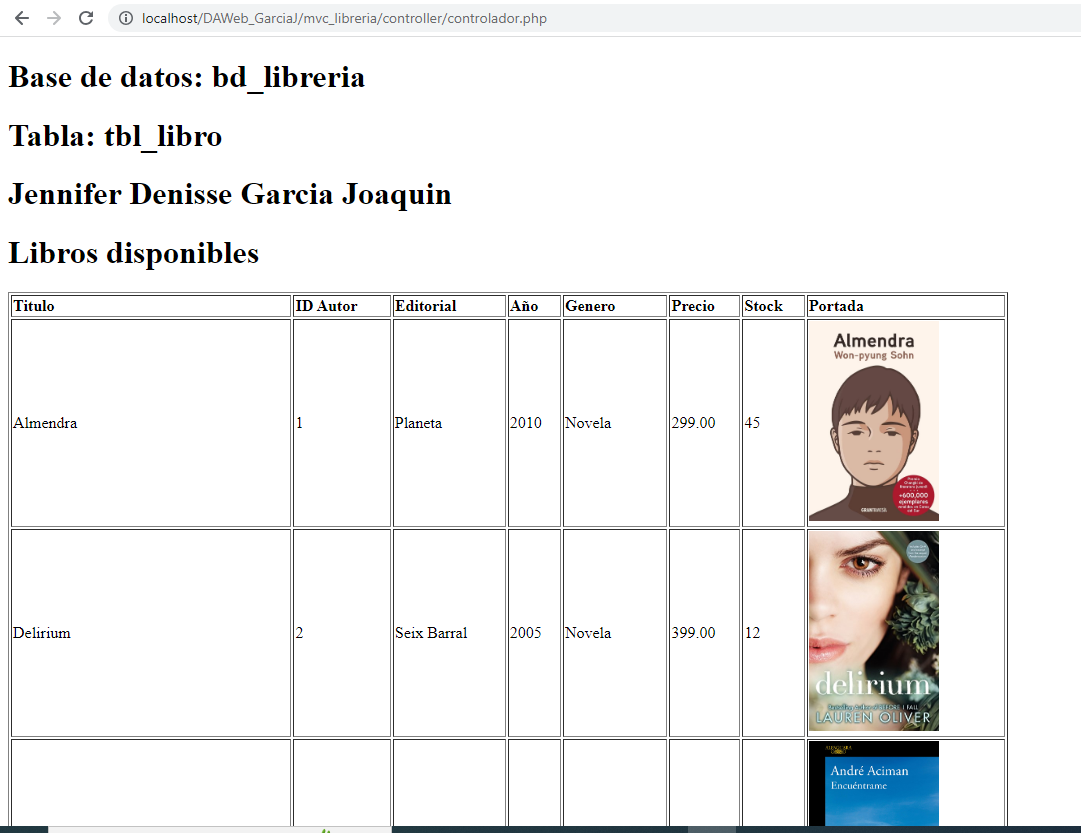 localhost/DAWeb_GarciaJ/mvc_libreria/controller/controlador.php
Base de datos: bd_libreria
Tabla: tbl_libro
Jennifer Denisse Garcia Joaquin
Libros disponibles
Titulo ID Autor Editorial Año Genero Precio Stock Portada
Almendra
Won-pyung Sohn
Almendra 1 Planeta 2010 Novela 299.00 45
+600,000
ejemplares
Delirium 2 Seix Barral 2005 Novela 399.00 12
delirium
LAUREN OLIVER
ALFAGUARA
André Aciman
Encuéntrame